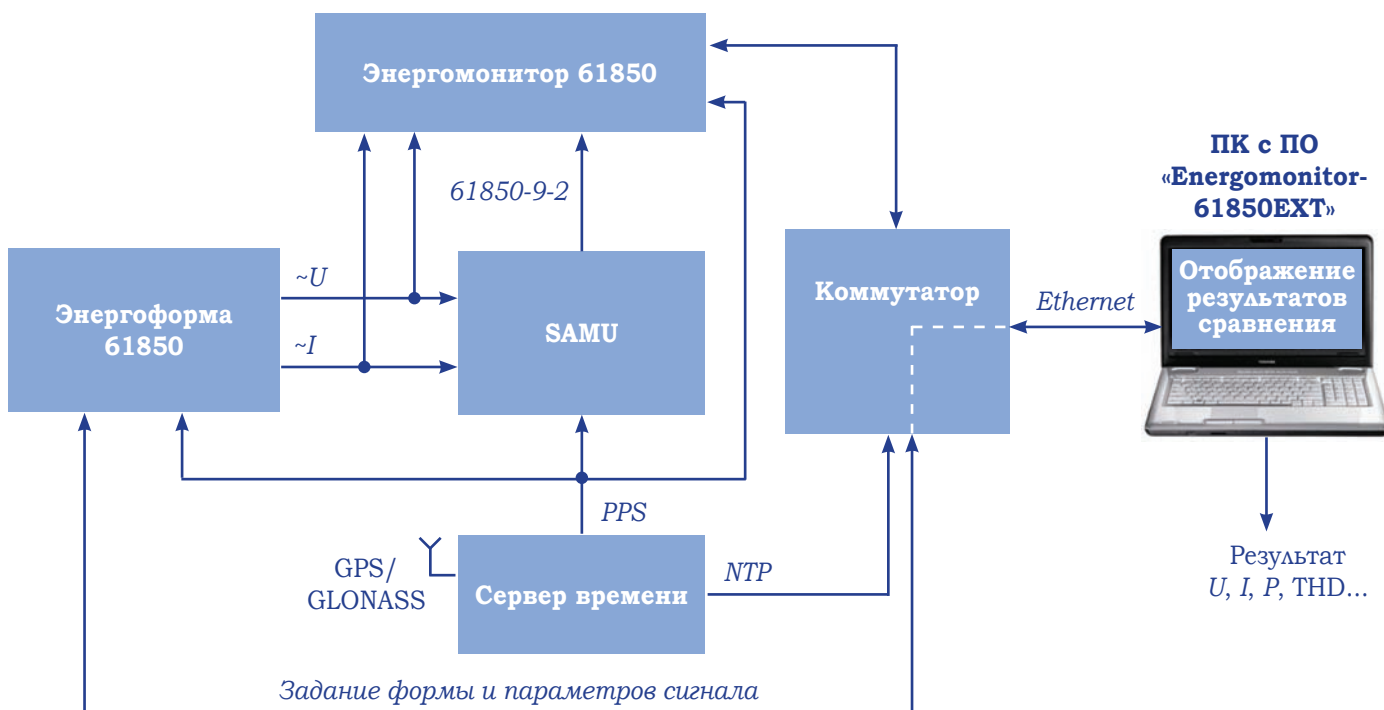 Энергомонитор 61850
ПК с ПО
«Energomonitor-
61850EXT»
61850-9-2
~U
Энергоформа
61850
~I
SAMU
Коммутатор
Ethernet
Отображение
результатов
сравнения
PPS
GPS/
GLONASS
Сервер времени
NTP
Результат
U, I, P, THD...
Задание формы и параметров сигнала